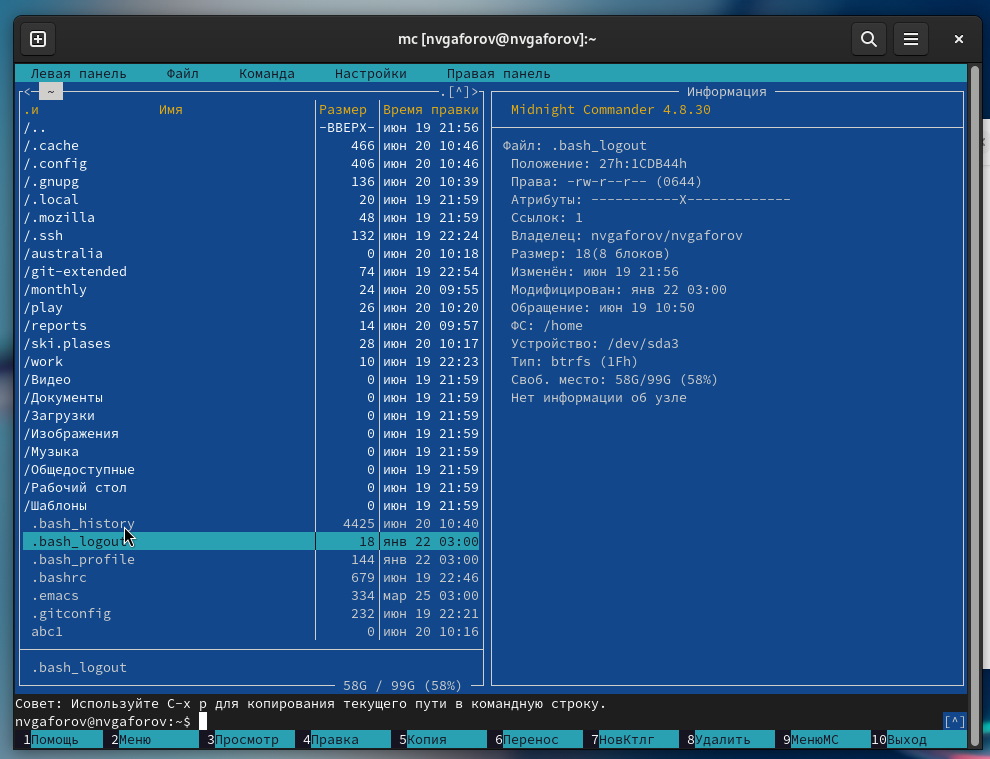 mc [nvgaforov@nvgaforov]:~
Левая панель Файл Команда Настройки Правая панель
<─ ~ .[^]>
.и Имя Размер Время правки
/.. -ВВЕРХ- июн 19 21:56
/.cache 466 июн 20 10:46
/.config 406 июн 20 10:46
/.gnupg 136 июн 20 10:39
/.local 20 июн 19 21:59
/.mozilla 48 июн 19 21:59
/.ssh 132 июн 19 22:24
/australia 0 июн 20 10:18
/git-extended 74 июн 19 22:54
/monthly 24 июн 20 09:55
/play 26 июн 20 10:20
/reports 14 июн 20 09:57
/ski.plases 28 июн 20 10:17
/work 10 июн 19 22:23
/Видео 0 июн 19 21:59
/Документы 0 июн 19 21:59
/Загрузки 0 июн 19 21:59
/Изображения 0 июн 19 21:59
/Музыка 0 июн 19 21:59
/Общедоступные 0 июн 19 21:59
/Рабочий стол 0 июн 19 21:59
/Шаблоны 0 июн 19 21:59
.bash_history 4425 июн 20 10:40
.bash_logout 18 янв 22 03:00
.bash_profile 144 янв 22 03:00
.bashrc 679 июн 19 22:46
.emacs 334 мар 25 03:00
.gitconfig 232 июн 19 22:21
abc1 0 июн 20 10:16
.bash_logout
58G / 99G (58%)
Информация
Midnight Commander 4.8.30
Файл: .bash_logout
Положение: 27h:1CDB44h
Права: -rw-r--r-- (0644)
Атрибуты: -----------X-------------
Ссылок: 1
Владелец: nvgaforov/nvgaforov
Размер: 18(8 блоков)
Изменён: июн 19 21:56
Модифицирован: янв 22 03:00
Обращение: июн 19 10:50
ФС: /home
Устройство: /dev/sda3
Тип: btrfs (1Fh)
Своб. место: 58G/99G (58%)
Нет информации об узле
Совет: Используйте C-x p для копирования текущего пути в командную строку.
nvgaforov@nvgaforov:~$ [^]
1Помощь 2Меню 3Просмотр 4Правка 5Копия 6Перенос 7НовКтлг 8Удалить 9МенюMC 10Выход